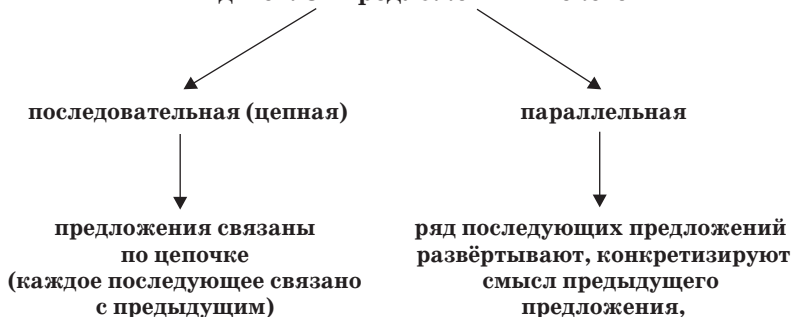 последовательная (цепная)
параллельная
предложения связаны
по цепочке
(каждое последующее связано
с предыдущим)
ряд последующих предложений
развёртывают, конкретизируют
смысл предыдущего
предложения,